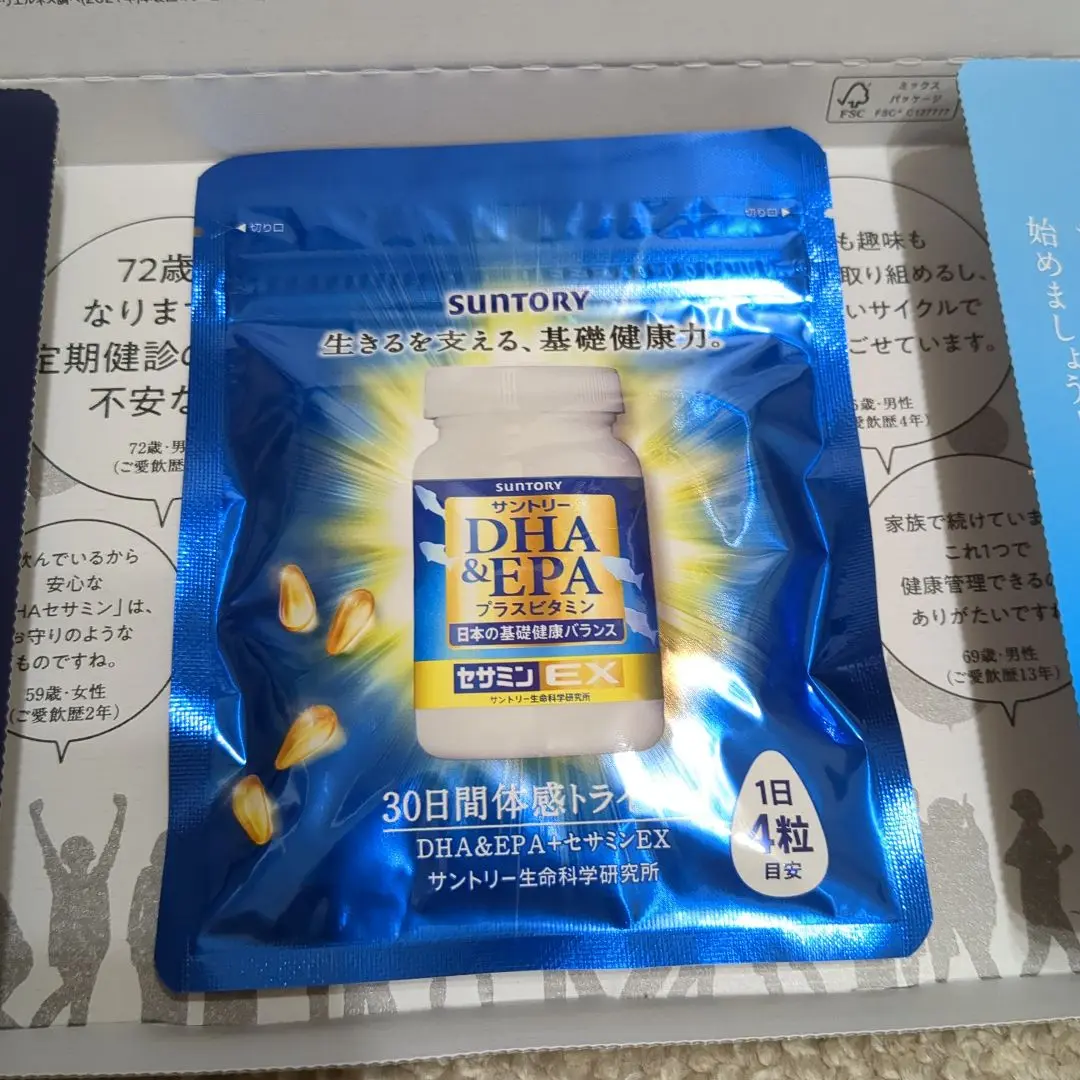 ミックス
パッケージ
FSC
FSC® C137777
切り口
切り口
SUNTORY
生きるを支える、基礎健康力。
SUNTORY
サントリー
DHA
&EPA
プラスビタミン
日本の基礎健康バランス
セサミンEX
サントリー生命科学研究所
30日間体感トライ
DHA&EPA+セサミンEX
サントリー生命科学研究所
1日
4粒
目安
72歳
なります
定期健診の
不安な
72歳・男
(ご愛飲歴
飲んでいるから
安心な
HAセサミン」は、
お守りのような
ものですね。
59歳・女性
(ご愛飲歴2年)
も趣味も
取り組めるし、
いサイクルで
ごせています。
歳・男性
愛飲歴4年)
家族で続けていま
これ1つで
健康管理できるの
ありがたいです
69歳・男性
(ご愛飲歴13年)
始めましょう